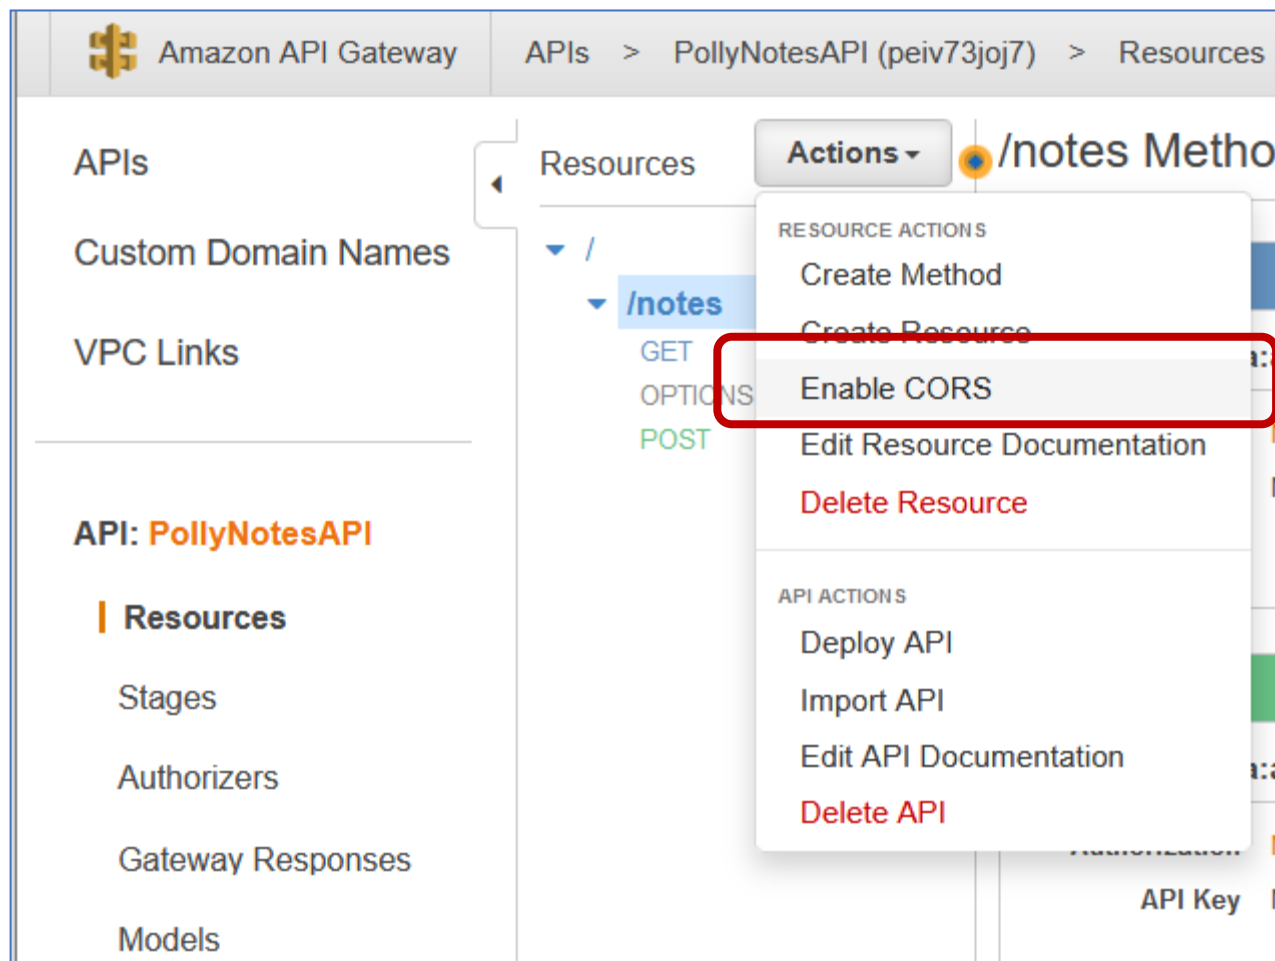 Amazon API Gateway APIs > PollyNotesAPI (peiv73joj7) > Resources
APIs
Custom Domain Names
VPC Links
API: PollyNotesAPI
Resources
Stages
Authorizers
Gateway Responses
Models
Resources
Actions
/
/notes
GET
OPTIONS
POST
RESOURCE ACTIONS
Create Method
Create Resource
Enable CORS
Edit Resource Documentation
Delete Resource
API ACTIONS
Deploy API
Import API
Edit API Documentation
Delete API
/notes Metho
Authorization
API Key